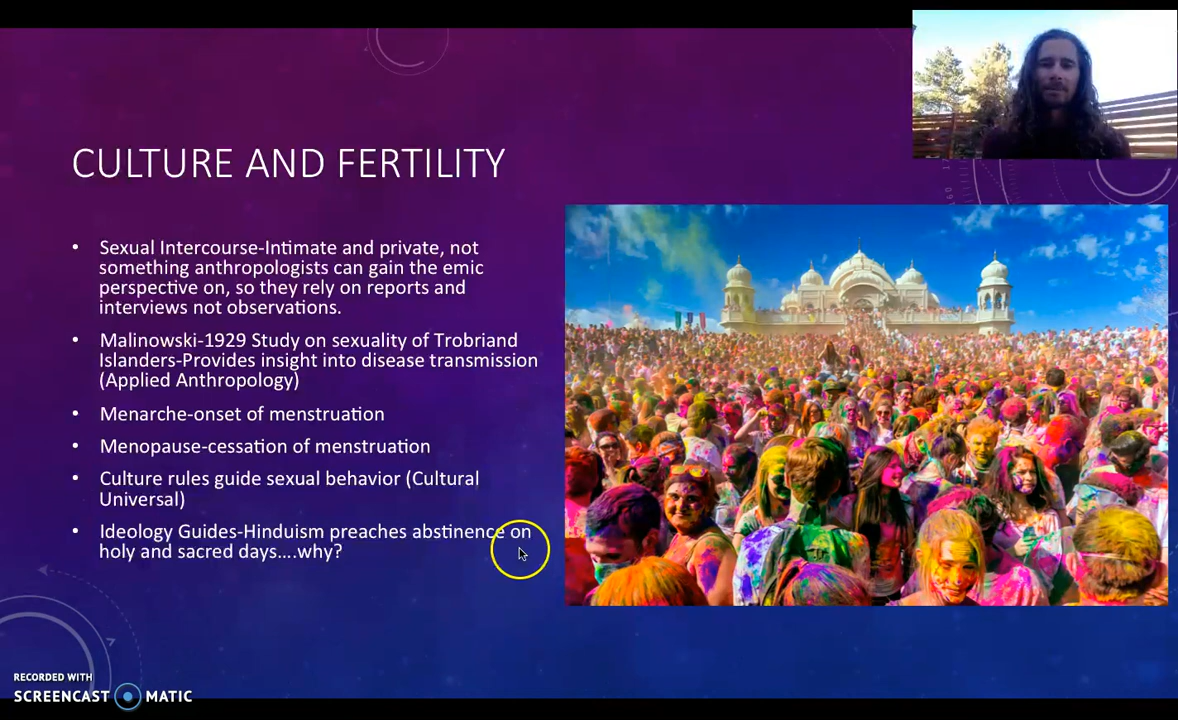 CULTURE AND FERTILITY
• Sexual Intercourse-Intimate and private, not
something anthropologists can gain the emic
perspective on, so they rely on reports and
interviews not observations.
• Malinowski-1929 Study on sexuality of Trobriand
Islanders-Provides insight into disease transmission
(Applied Anthropology)
• Menarche-onset of menstruation
• Menopause-cessation of menstruation
• Culture rules guide sexual behavior (Cultural
Universal)
• Ideology Guides-Hinduism preaches abstinence on
holy and sacred days....why?
RECORDED WITH
SCREENCAST MATIC